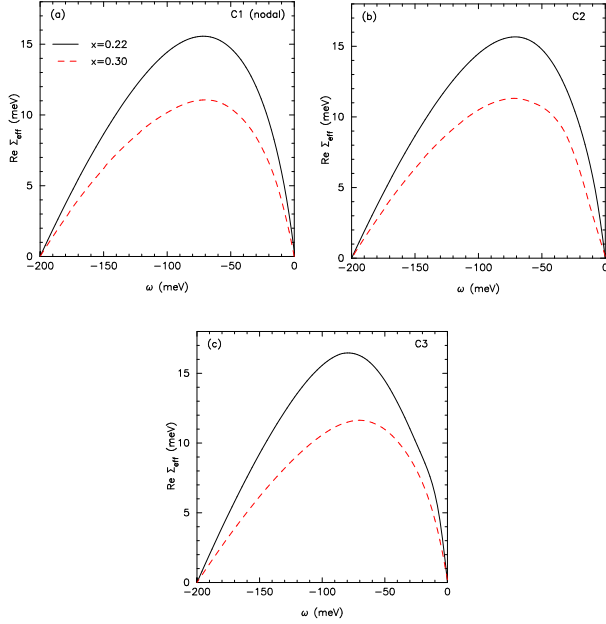 (a) C1 (nodal)
x=0.22
x=0.30
15
10
5
0
Re Σeff (meV)
−200 −150 −100 −50 0
ω (meV)
(b) C2
15
10
5
0
Re Σeff (meV)
−200 −150 −100 −50 0
ω (meV)
(c) C3
15
10
5
0
Re Σeff (meV)
−200 −150 −100 −50 0
ω (meV)